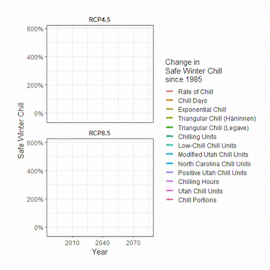 RCP4.5
600%
400%
200%
0%
RCP8.5
600%
400%
200%
0%
Safe Winter Chill
2010 2040 2070
Year
Change in
Safe Winter Chill
since 1985
Rate of Chill
Chill Days
Exponential Chill
Triangular Chill (Häninnen)
Triangular Chill (Legave)
Chilling Units
Low-Chill Chill Units
Modified Utah Chill Units
North Carolina Chill Units
Positive Utah Chill Units
Chilling Hours
Utah Chill Units
Chill Portions